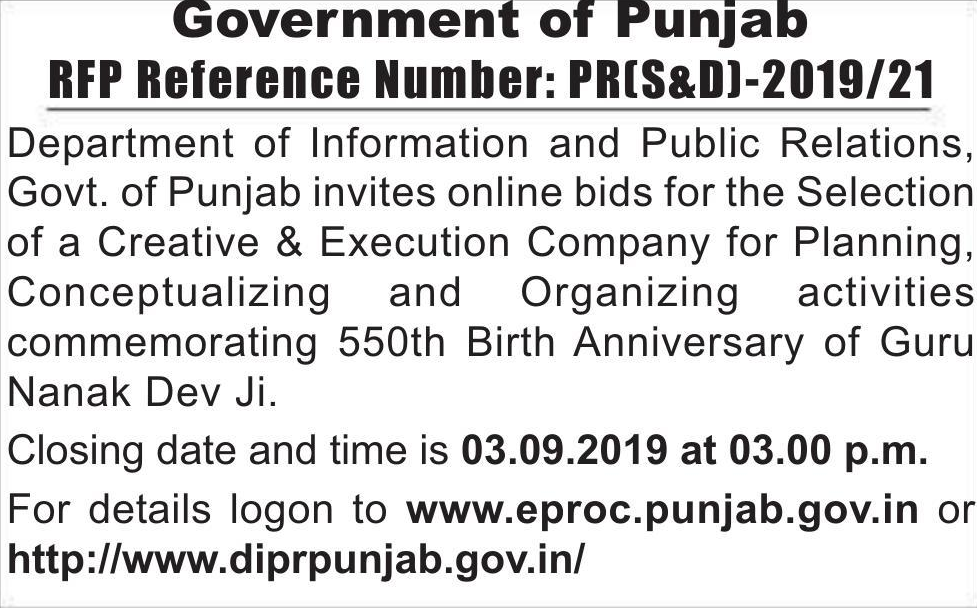 Government of Punjab
RFP Reference Number: PR(S&D)-2019/21
Department of Information and Public Relations,
Govt. of Punjab invites online bids for the Selection
of a Creative & Execution Company for Planning,
Conceptualizing and Organizing activities
commemorating 550th Birth Anniversary of Guru
Nanak Dev Ji.
Closing date and time is 03.09.2019 at 03.00 p.m.
For details logon to www.eproc.punjab.gov.in or
http://www.diprpunjab.gov.in/